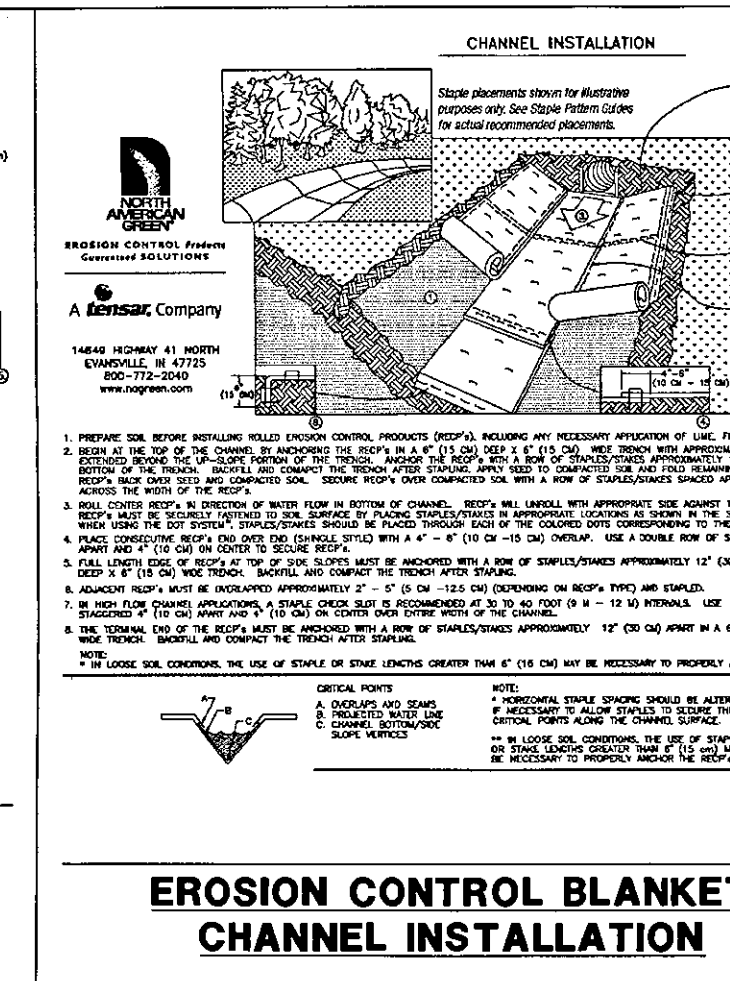 CHANNEL INSTALLATION
Staple placements shown for illustrative
purposes only. See Staple Pattern Guides
for actual recommended placements.
NORTH
AMERICAN
GREEN
EROSION CONTROL Products
Guaranteed SOLUTIONS
A tensar Company
14649 HIGHWAY 41 NORTH
EVANSVILLE, IN 47725
800-772-2040
www.nagreen.com
6"
(15 CM)
4"-6"
(10 CM - 15 CM)
1. PREPARE SOIL BEFORE INSTALLING ROLLED EROSION CONTROL PRODUCTS (RECP's), INCLUDING ANY NECESSARY APPLICATION OF LIME,
2. BEGIN AT THE TOP OF THE CHANNEL BY ANCHORING THE RECP's IN A 6" (15 CM) DEEP X 6" (15 CM) WIDE TRENCH WITH
EXTENDED BEYOND THE UP-SLOPE PORTION OF THE TRENCH. ANCHOR THE RECP's WITH A ROW OF STAPLES/STAKES APPROXIMATELY
BOTTOM OF THE TRENCH. BACKFILL AND COMAPCT THE TRENCH AFTER STAPLING. APPLY SEED TO COMPACTED SOIL AND FOLD
RECP's BACK OVER SEED AND COMPACTED SOIL. SECURE RECP's OVER COMPACTED SOIL WITH A ROW OF STAPLES/STAKES SPACED
ACROSS THE WIDTH OF THE RECP's.
3. ROLL CENTER RECP's IN DIRECTION OF WATER FLOW IN BOTTOM OF CHANNEL. RECP's WILL UNROLL WITH APPROPRIATE SIDE AGAINST
RECP's MUST BE SECURELY FASTENED TO SOIL SURFACE BY PLACING STAPLES/STAKES IN APPROPRIATE LOCATIONS AS SHOWN IN THE
WHEN USING THE DOT SYSTEM™, STAPLES/STAKES SHOULD BE PLACED THROUGH EACH OF THE COLORED DOTS CORRESPONDING TO THE
4. PLACE CONSECUTIVE RECP's END OVER END (SHINGLE STYLE) WITH A 4" - 6" (10 CM -15 CM) OVERLAP. USE A DOUBLE ROW OF
APART AND 4" (10 CM) ON CENTER TO SECURE RECP's.
5. FULL LENGTH EDGE OF RECP's AT TOP OF SIDE SLOPES MUST BE ANCHORED WITH A ROW OF STAPLES/STAKES APPROXIMATELY 12"
DEEP X 6" (15 CM) WIDE TRENCH. BACKFILL AND COMPACT THE TRENCH AFTER STAPLING.
6. ADJACENT RECP's MUST BE OVERLAPPED APPROXIMATELY 2" - 5" (5 CM -12.5 CM) (DEPENDING ON RECP's TYPE) AND STAPLED.
7. IN HIGH FLOW CHANNEL APPLICATIONS, A STAPLE CHECK SLOT IS RECOMMENDED AT 30 TO 40 FOOT (9 M - 12 M) INTERVALS. USE
STAGGERED 4" (10 CM) APART AND 4" (10 CM) ON CENTER OVER ENTIRE WIDTH OF THE CHANNEL.
8. THE TERMINAL END OF THE RECP's MUST BE ANCHORED WITH A ROW OF STAPLES/STAKES APPROXIMATELY 12" (30 CM) APART IN A
WIDE TRENCH. BACKFILL AND COMPACT THE TRENCH AFTER STAPLING.
NOTE:
* IN LOOSE SOIL CONDITIONS, THE USE OF STAPLE OR STAKE LENGTHS GREATER THAN 6" (15 CM) MAY BE NECESSARY TO PROPERLY
A
B
C
CRITICAL POINTS
A. OVERLAPS AND SEAMS
B. PROJECTED WATER LINE
C. CHANNEL BOTTOM/SIDE
SLOPE VERTICES
NOTE:
* HORIZONTAL STAPLE SPACING SHOULD BE
IF NECESSARY TO ALLOW STAPLES TO SECURE
CRITICAL POINTS ALONG THE CHANNEL SURFACE.
** IN LOOSE SOIL CONDITIONS, THE USE OF
OR STAKE LENGTHS GREATER THAN 6" (15 cm)
BE NECESSARY TO PROPERLY ANCHOR THE RECP's
EROSION CONTROL BLANKET
CHANNEL INSTALLATION